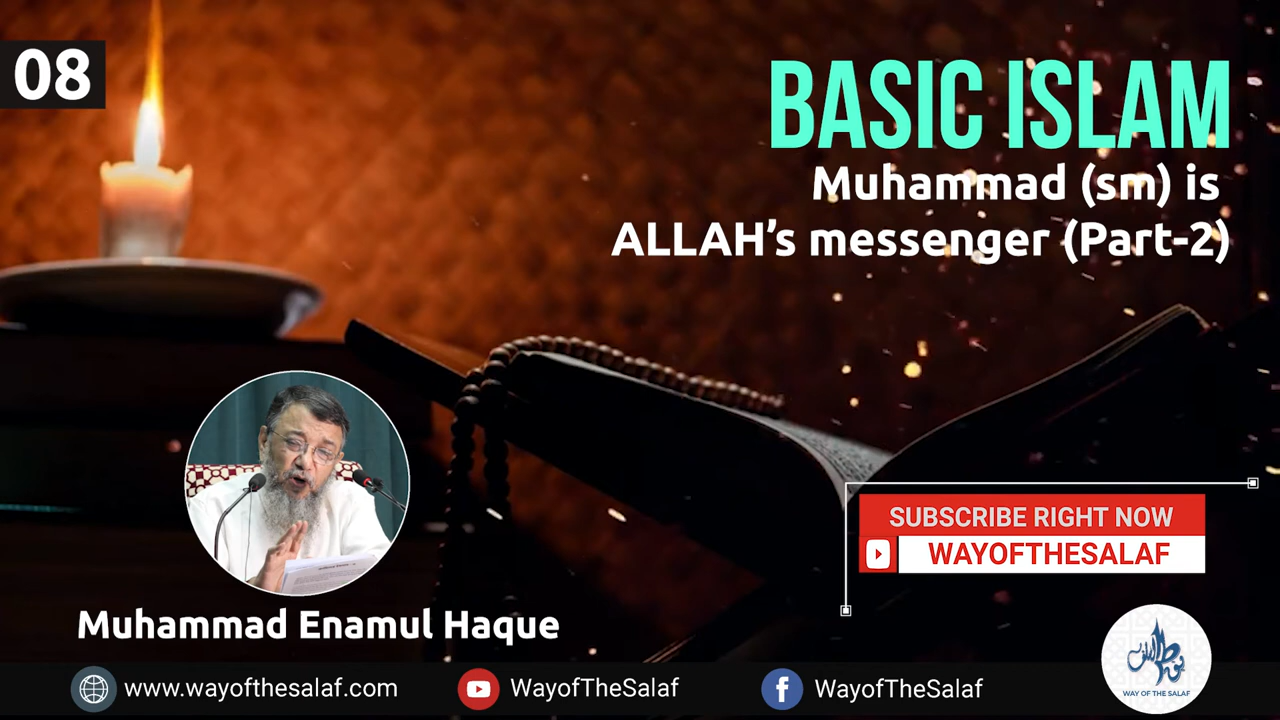 08
BASIC ISLAM
Muhammad (sm) is
ALLAH’s messenger (Part-2)
SUBSCRIBE RIGHT NOW
WAYOFTHESALAF
Muhammad Enamul Haque
www.wayofthesalaf.com
WayofTheSalaf
WayofTheSalaf
WAY OF THE SALAF